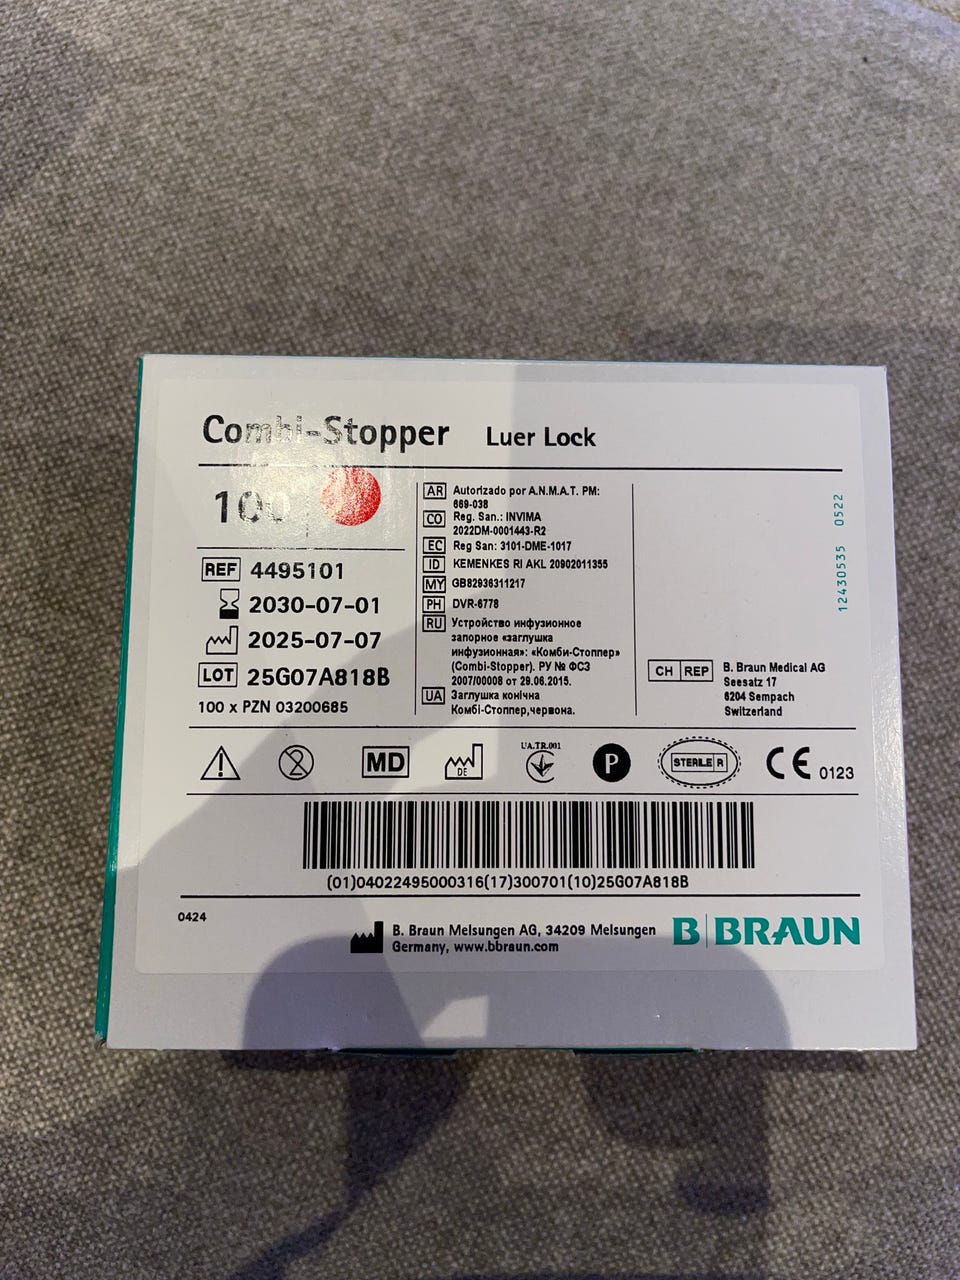 Combi-Stopper Luer Lock
100
REF 4495101
2030-07-01
2025-07-07
LOT 25G07A818B
100 x PZN 03200685
AR Autorizado por A.N.M.A.T. PM:
669-038
CO Reg. San.: INVIMA
2022DM-0001443-R2
EC Reg San: 3101-DME-1017
ID KEMENKES RI AKL 20902011355
MY GB82936311217
PH DVR-6778
RU Устройство инфузионное
запорное «заглушка
инфузионная»: «Комби-Стоппер»
(Combi-Stopper). РУ № ФСЗ
2007/00008 от 29.06.2015.
UA Заглушка конічна
Комбі-Стоппер,червона.
12430535 0522
CH REP B. Braun Medical AG
Seesatz 17
6204 Sempach
Switzerland
2 MD DE UA.TR.001 P STERILE R CE 0123
(01)04022495000316(17)300701(10)25G07A818B
0424
B. Braun Melsungen AG, 34209 Melsungen
Germany, www.bbraun.com
B|BRAUN